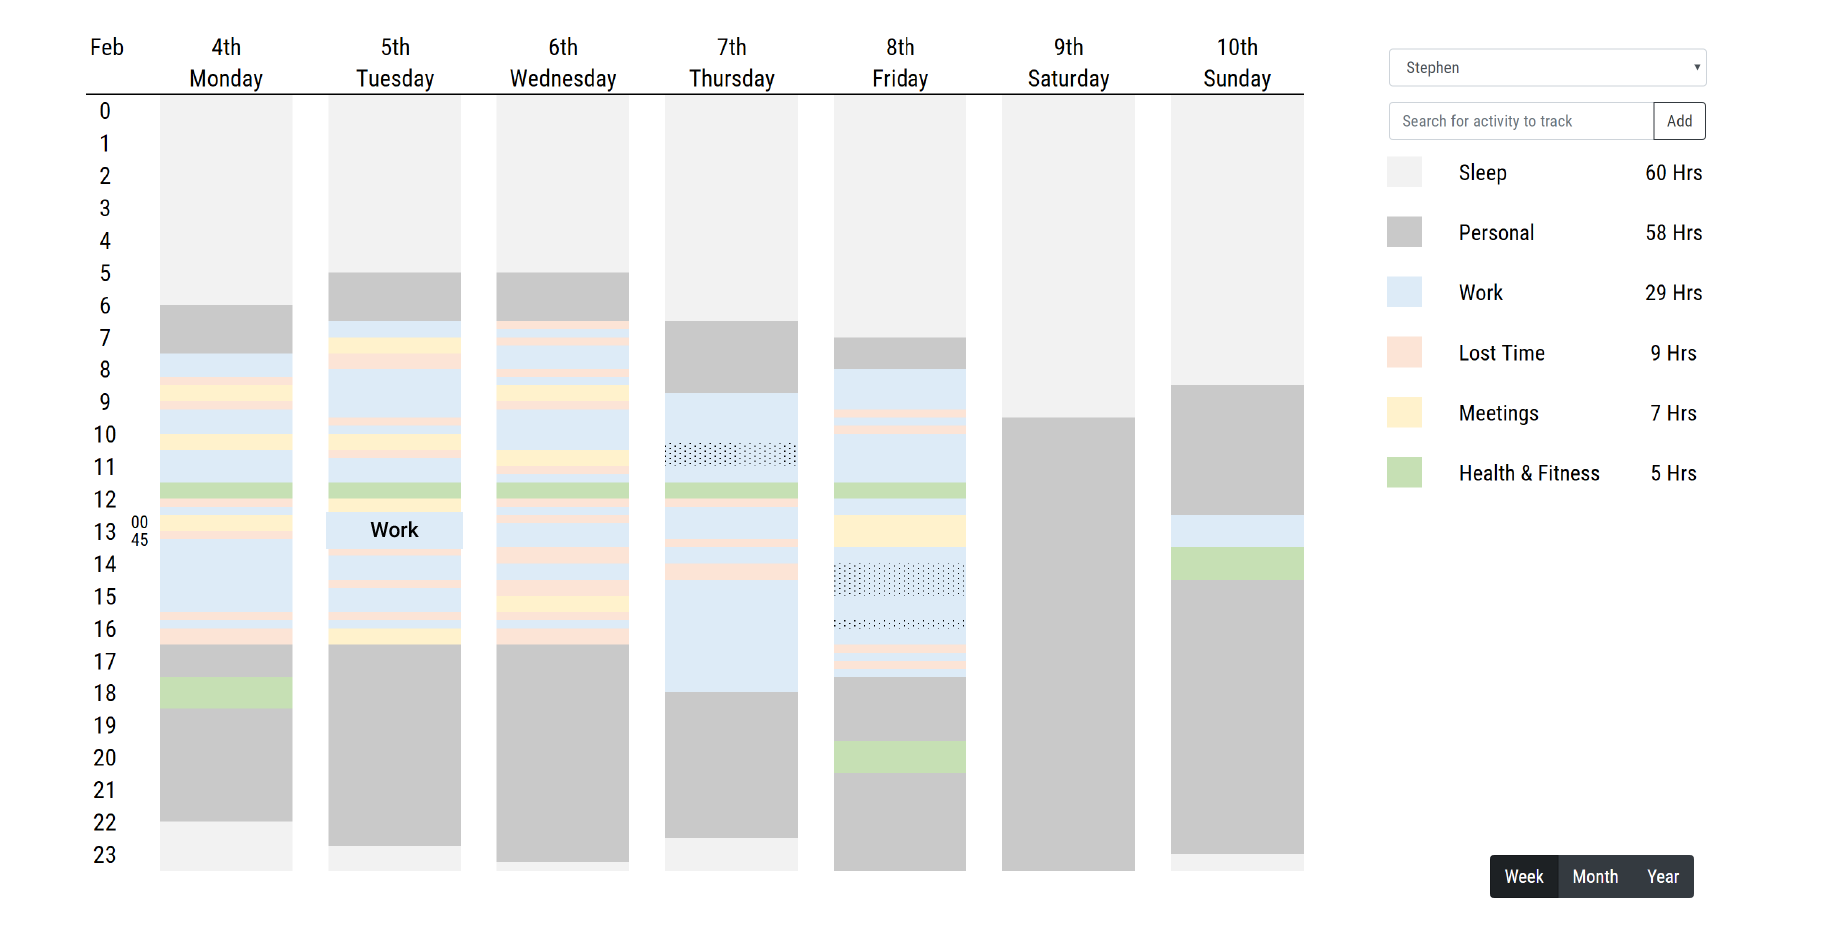 Feb
4th
Monday
5th
Tuesday
6th
Wednesday
7th
Thursday
8th
Friday
9th
Saturday
10th
Sunday
0
1
2
3
4
5
6
7
8
9
10
11
12
13
00
45
Work
14
15
16
17
18
19
20
21
22
23
Stephen
Search for activity to track
Add
Sleep 60 Hrs
Personal 58 Hrs
Work 29 Hrs
Lost Time 9 Hrs
Meetings 7 Hrs
Health & Fitness 5 Hrs
Week Month Year